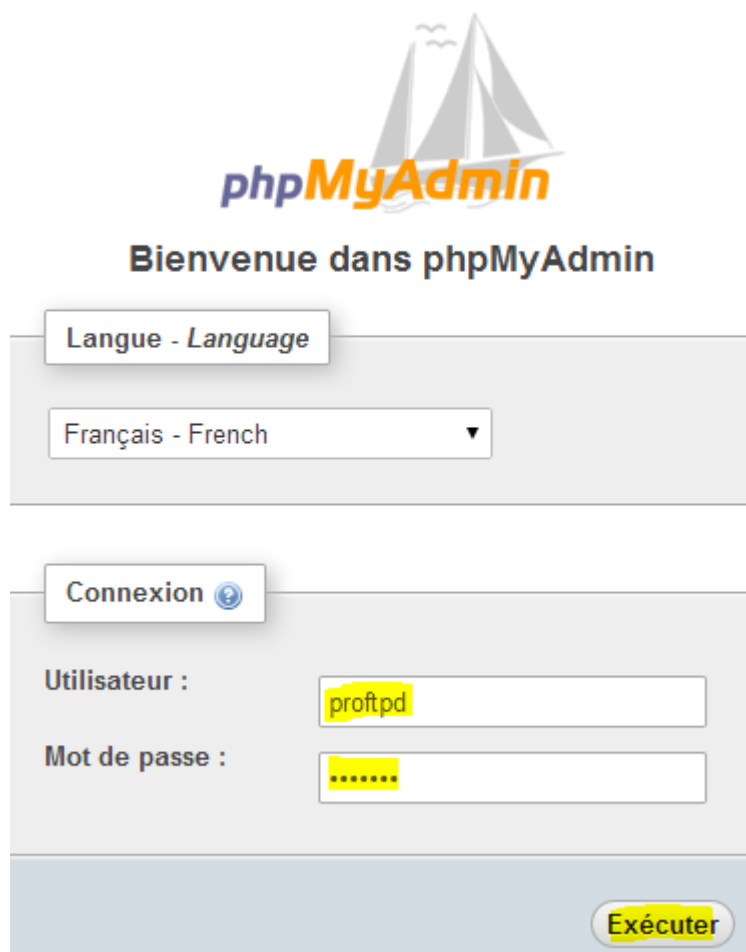 phpMyAdmin
Bienvenue dans phpMyAdmin
Langue - Language
Français - French
Connexion
Utilisateur :
proftpd
Mot de passe :
•••••••
Exécuter